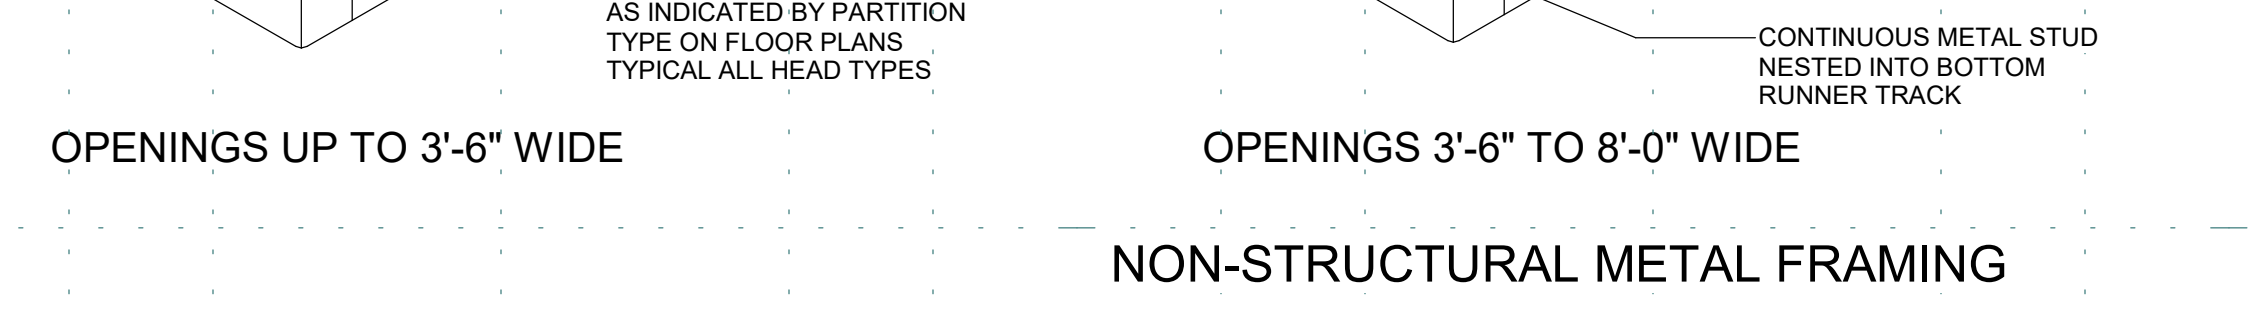 AS INDICATED BY PARTITION
TYPE ON FLOOR PLANS
TYPICAL ALL HEAD TYPES
CONTINUOUS METAL STUD
NESTED INTO BOTTOM
RUNNER TRACK
OPENINGS UP TO 3'-6" WIDE
OPENINGS 3'-6" TO 8'-0" WIDE
NON-STRUCTURAL METAL FRAMING